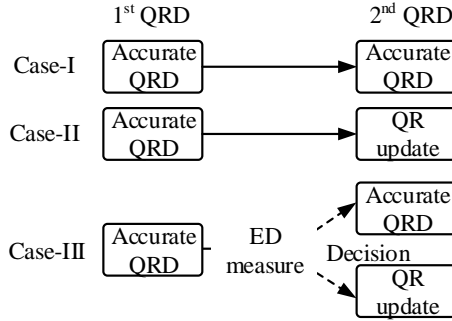 1st QRD 2nd QRD
Case-I
Accurate
QRD
Accurate
QRD
Case-II
Accurate
QRD
QR
update
Case-III
Accurate
QRD
ED
measure
Decision
Accurate
QRD
QR
update